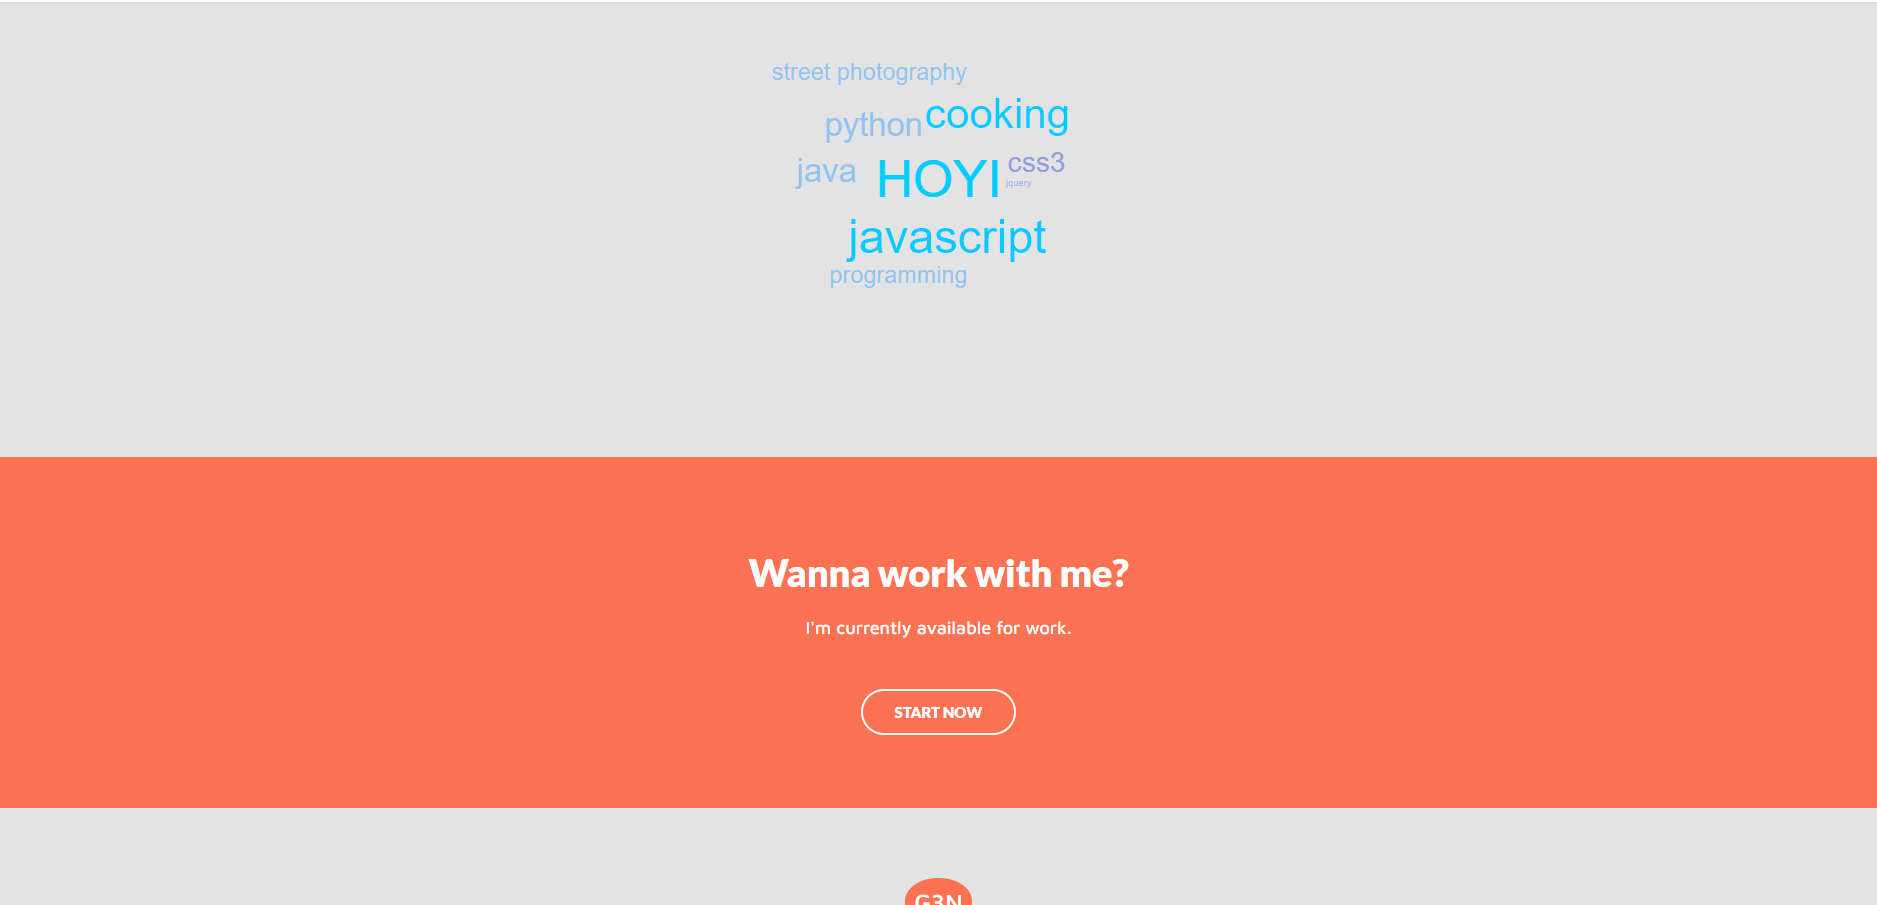 street photography
python cooking
java HOYI css3
jquery
javascript
programming
Wanna work with me?
I'm currently available for work.
START NOW
G3N